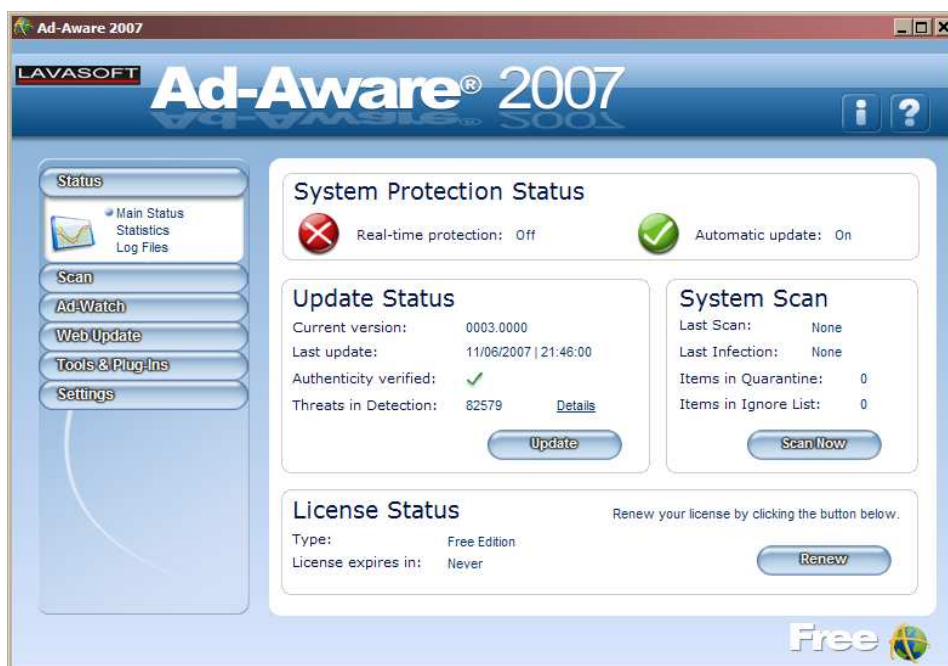 Ad-Aware 2007
LAVASOFT
Ad-Aware® 2007
Status
Main Status
Statistics
Log Files
Scan
Ad-Watch
Web Update
Tools & Plug-Ins
Settings
System Protection Status
Real-time protection: Off
Automatic update: On
Update Status
Current version: 0003.0000
Last update: 11/06/2007 | 21:46:00
Authenticity verified:
Threats in Detection: 82579 Details
Update
System Scan
Last Scan: None
Last Infection: None
Items in Quarantine: 0
Items in Ignore List: 0
Scan Now
License Status
Renew your license by clicking the button below.
Type: Free Edition
License expires in: Never
Renew
Free